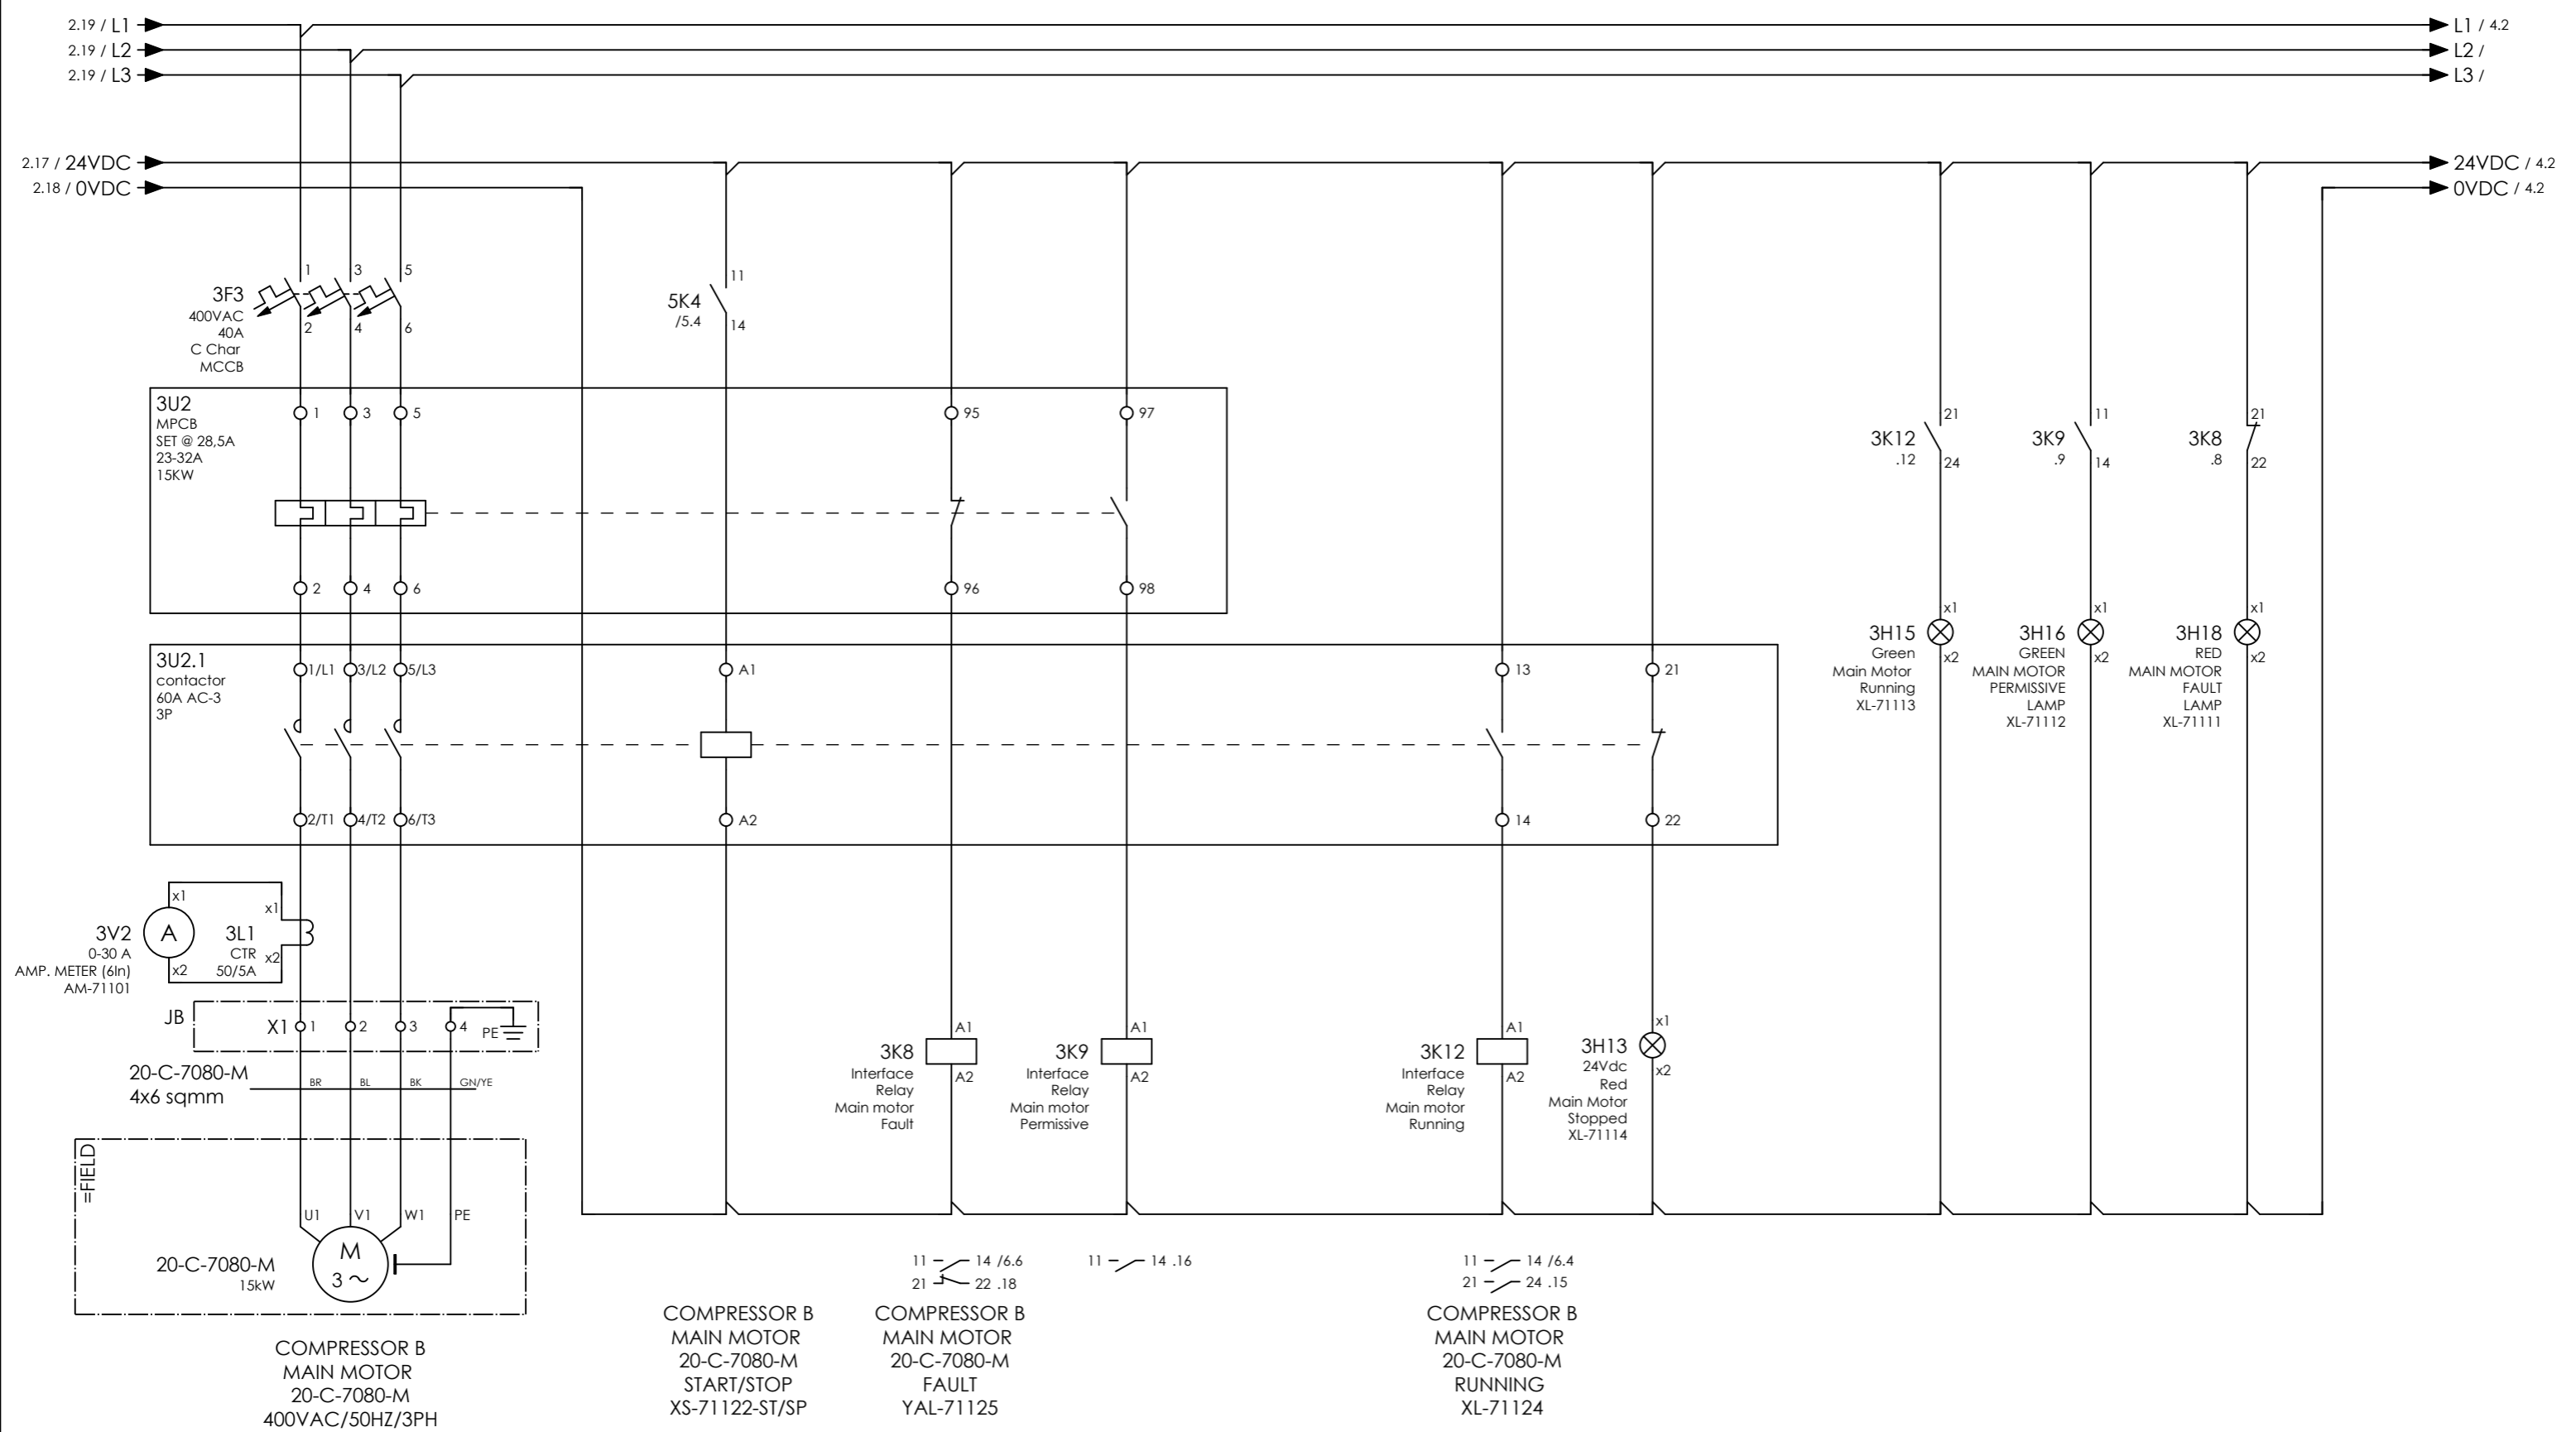 2.19 / L1
L1 / 4.2
2.19 / L2
L2 /
2.19 / L3
L3 /
2.17 / 24VDC
24VDC / 4.2
2.18 / 0VDC
0VDC / 4.2
1
3
5
3F3
400VAC
40A
C Char
MCCB
2
4
6
11
5K4
/5.4
14
3U2
MPCB
SET @ 28,5A
23-32A
15KW
1
3
5
95
97
2
4
6
96
98
21
3K12
.12
24
11
3K9
.9
14
21
3K8
.8
22
3U2.1
contactor
60A AC-3
3P
1/L1
3/L2
5/L3
A1
13
21
2/T1
4/T2
6/T3
A2
14
22
x1
3H15
Green
Main Motor
Running
XL-71113
x2
x1
3H16
GREEN
MAIN MOTOR
PERMISSIVE
LAMP
XL-71112
x2
x1
3H18
RED
MAIN MOTOR
FAULT
LAMP
XL-71111
x2
x1
A
x2
3V2
0-30 A
AMP. METER (6In)
AM-71101
x1
3L1
CTR
50/5A
x2
JB
X1
1
2
3
4
PE
20-C-7080-M
4x6 sqmm
BR
BL
BK
GN/YE
A1
3K8
Interface
Relay
Main motor
Fault
A2
A1
3K9
Interface
Relay
Main motor
Permissive
A2
A1
3K12
Interface
Relay
Main motor
Running
A2
x1
3H13
24Vdc
Red
Main Motor
Stopped
XL-71114
x2
=FIELD
U1
V1
W1
PE
M
3 ~
20-C-7080-M
15kW
11 14 /6.6
21 22 .18
11 14 .16
11 14 /6.4
21 24 .15
COMPRESSOR B
MAIN MOTOR
20-C-7080-M
400VAC/50HZ/3PH
COMPRESSOR B
MAIN MOTOR
20-C-7080-M
START/STOP
XS-71122-ST/SP
COMPRESSOR B
MAIN MOTOR
20-C-7080-M
FAULT
YAL-71125
COMPRESSOR B
MAIN MOTOR
20-C-7080-M
RUNNING
XL-71124